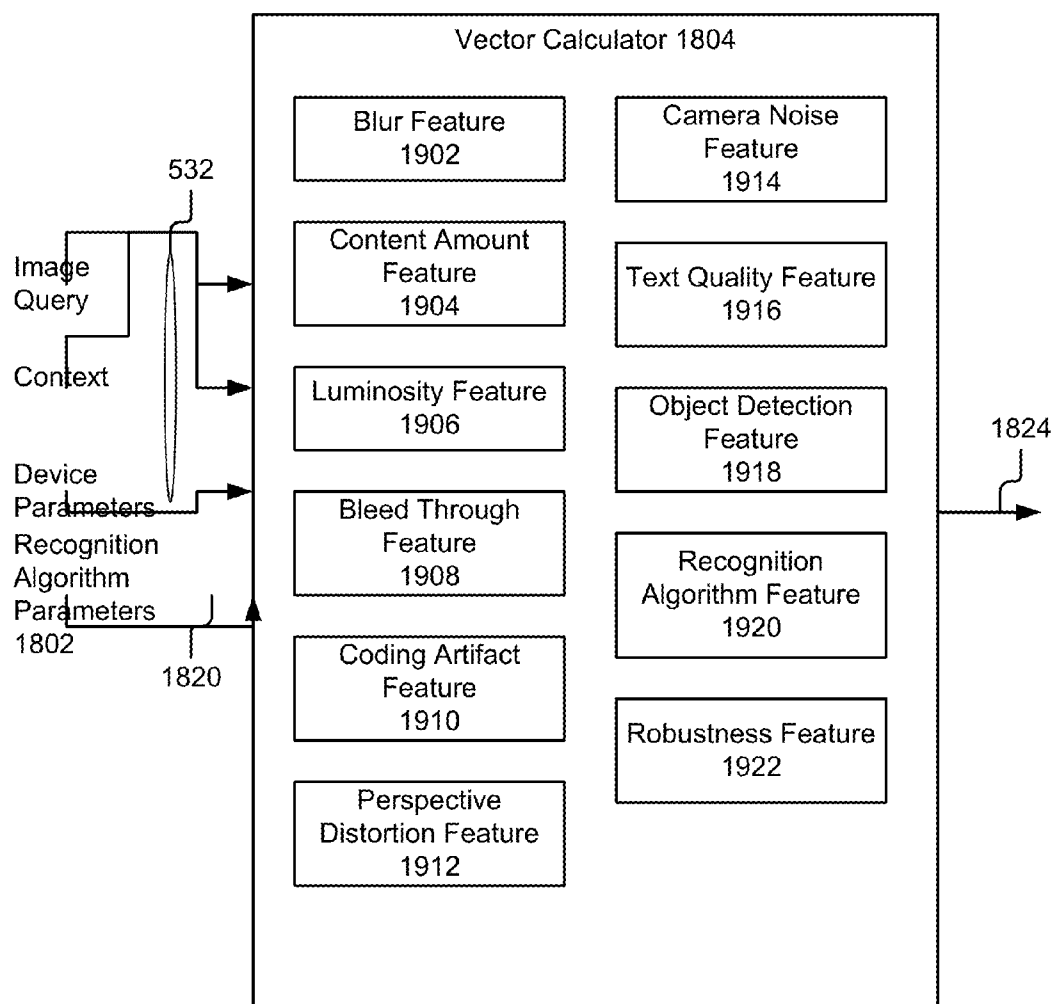 Vector Calculator 1804
532
Image
Query
Context
Device
Parameters
Recognition
Algorithm
Parameters
1802
1820
Blur Feature
1902
Content Amount
Feature
1904
Luminosity Feature
1906
Bleed Through
Feature
1908
Coding Artifact
Feature
1910
Perspective
Distortion Feature
1912
Camera Noise
Feature
1914
Text Quality Feature
1916
Object Detection
Feature
1918
Recognition
Algorithm Feature
1920
Robustness Feature
1922
1824